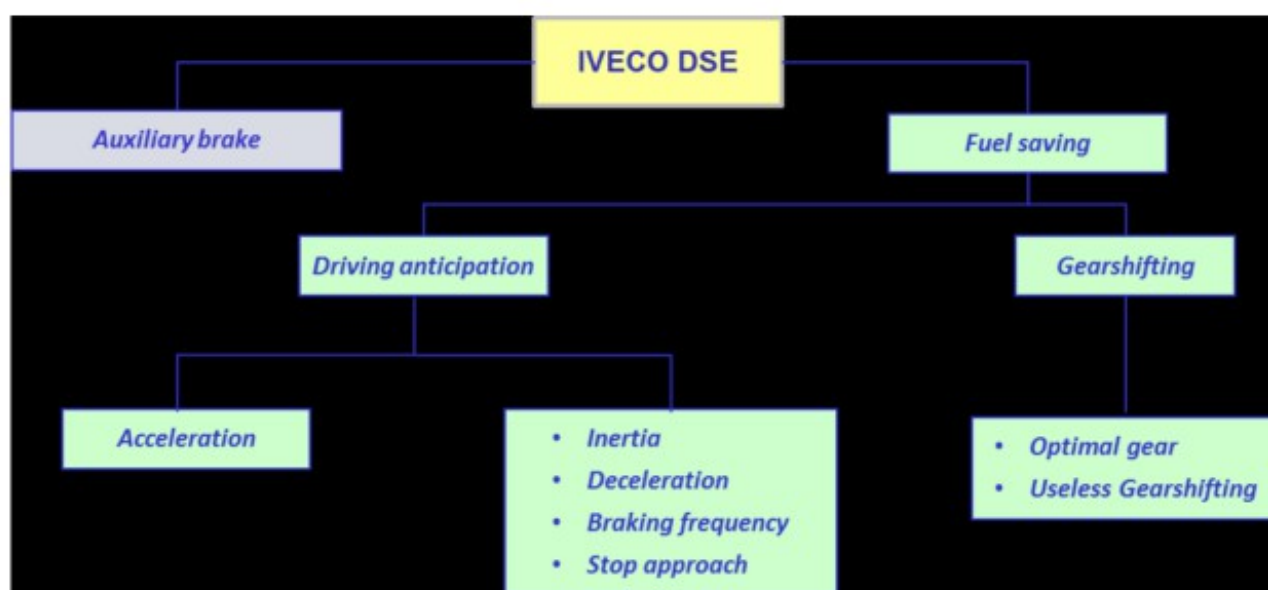 IVECO DSE
Auxiliary brake
Fuel saving
Driving anticipation
Gearshifting
Acceleration
• Inertia
• Deceleration
• Braking frequency
• Stop approach
• Optimal gear
• Useless Gearshifting